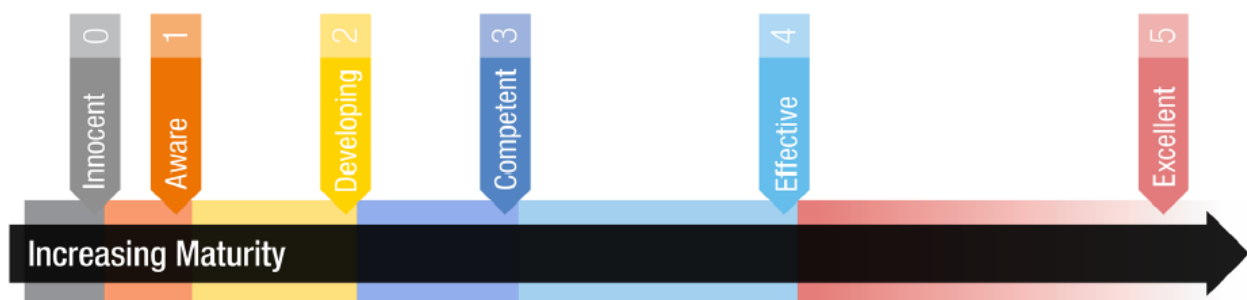 0
Innocent
1
Aware
2
Developing
3
Competent
4
Effective
5
Excellent
Increasing Maturity